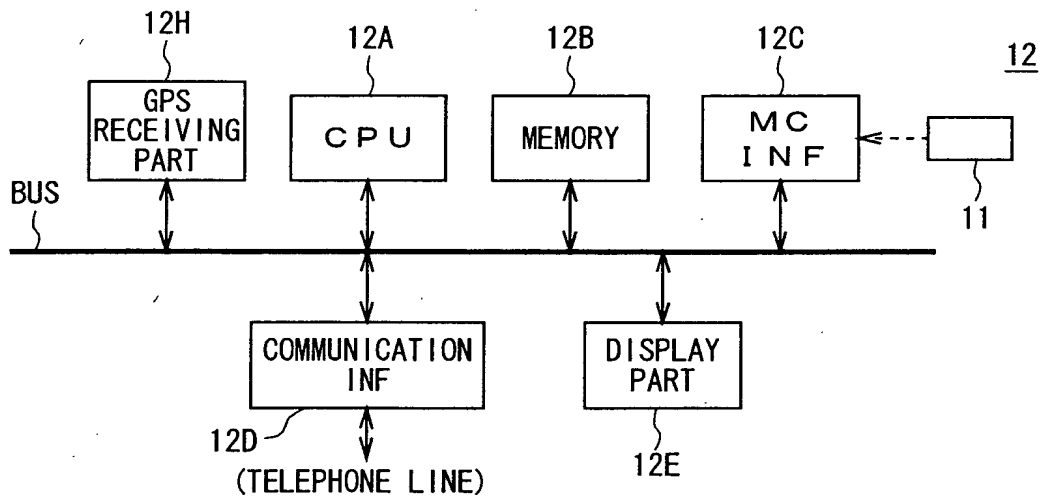 12H
12A
12B
12C
12
GPS
RECEIVING
PART
CPU
MEMORY
MC
INF
11
BUS
COMMUNICATION
INF
DISPLAY
PART
12D
12E
(TELEPHONE LINE)